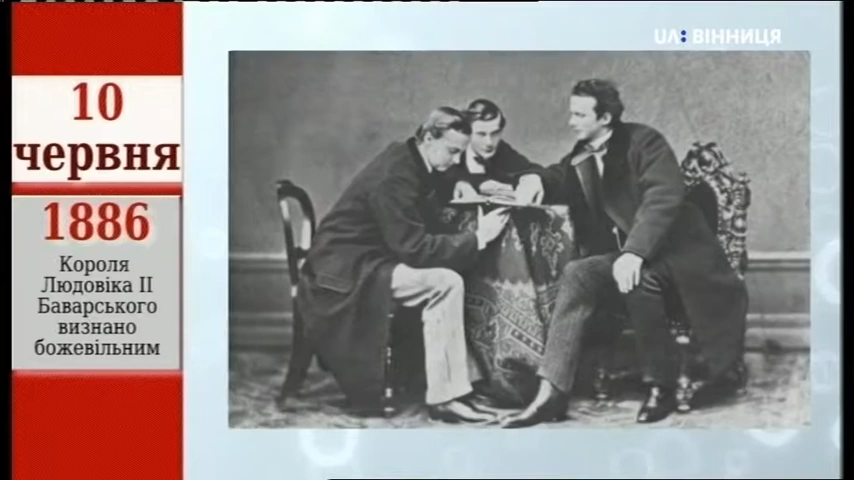 UA: ВІННИЦЯ
10
червня
1886
Короля
Людовіка II
Баварського
визнано
божевільним